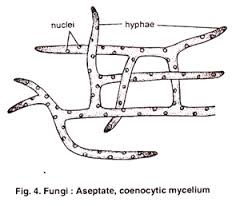 nuclei
hyphae
Fig. 4. Fungi : Aseptate, coenocytic mycelium